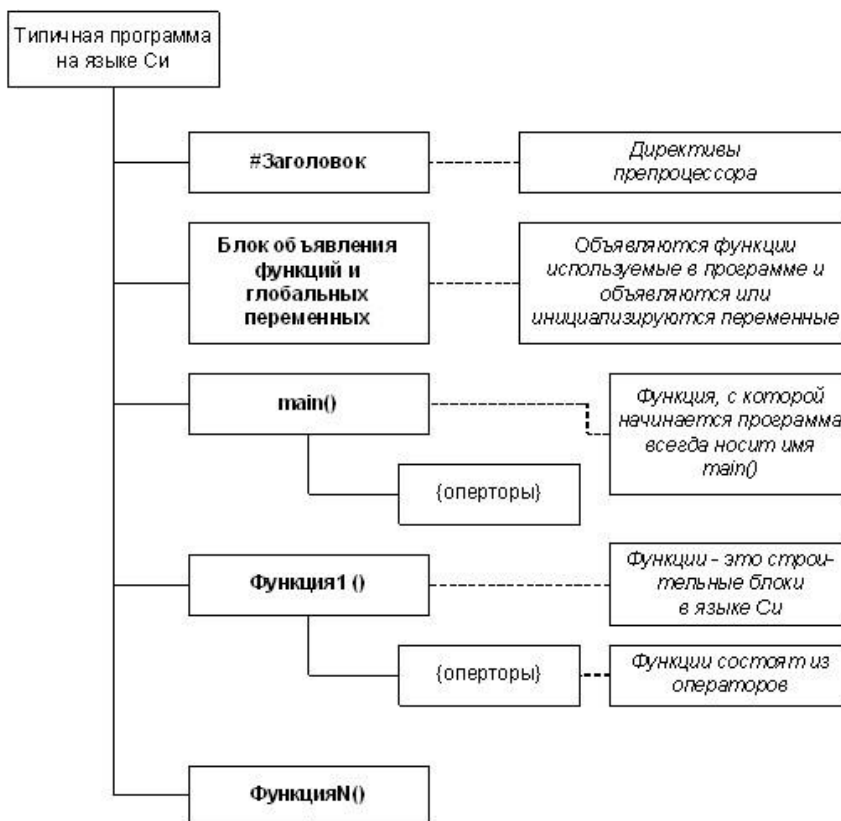 Типичная программа
на языке Си
#Заголовок
Директивы
препроцессора
Блок объявления
функций и
глобальных
переменных
Объявляются функции
используемые в программе и
объявляются или
инициализируются переменные
main()
Функция, с которой
начинается программа
всегда носит имя
main()
{оперторы}
Функция1 ()
Функции - это строи-
тельные блоки
в языке Си
{оперторы}
Функции состоят из
операторов
ФункцияN()